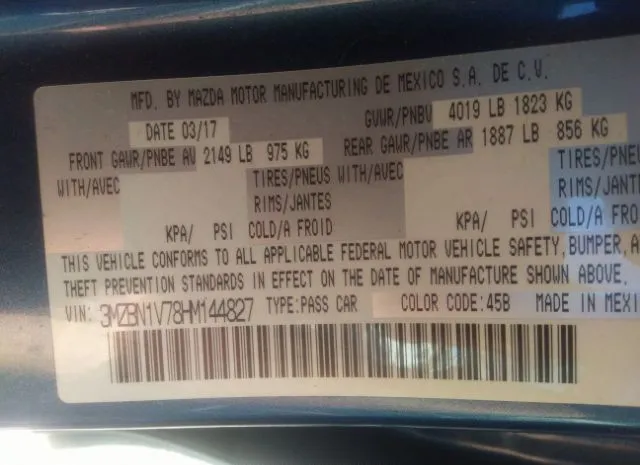 MFD. BY MAZDA MOTOR MANUFACTURING DE MEXICO S.A. DE C.V.
DATE 03/17 GVWR/PNBV 4019 LB 1823 KG
FRONT GAWR/PNBE AV 2149 LB 975 KG REAR GAWR/PNBE AR 1887 LB 856 KG
WITH/AVEC TIRES/PNEUS WITH/AVEC TIRES/PNEUS
RIMS/JANTES RIMS/JANTES
KPA/ PSI COLD/A FROID KPA/ PSI COLD/A FROI
THIS VEHICLE CONFORMS TO ALL APPLICABLE FEDERAL MOTOR VEHICLE SAFETY, BUMPER, A
THEFT PREVENTION STANDARDS IN EFFECT ON THE DATE OF MANUFACTURE SHOWN ABOVE.
VIN: 3MZBN1V78HM144827 TYPE:PASS CAR COLOR CODE:45B MADE IN MEXI